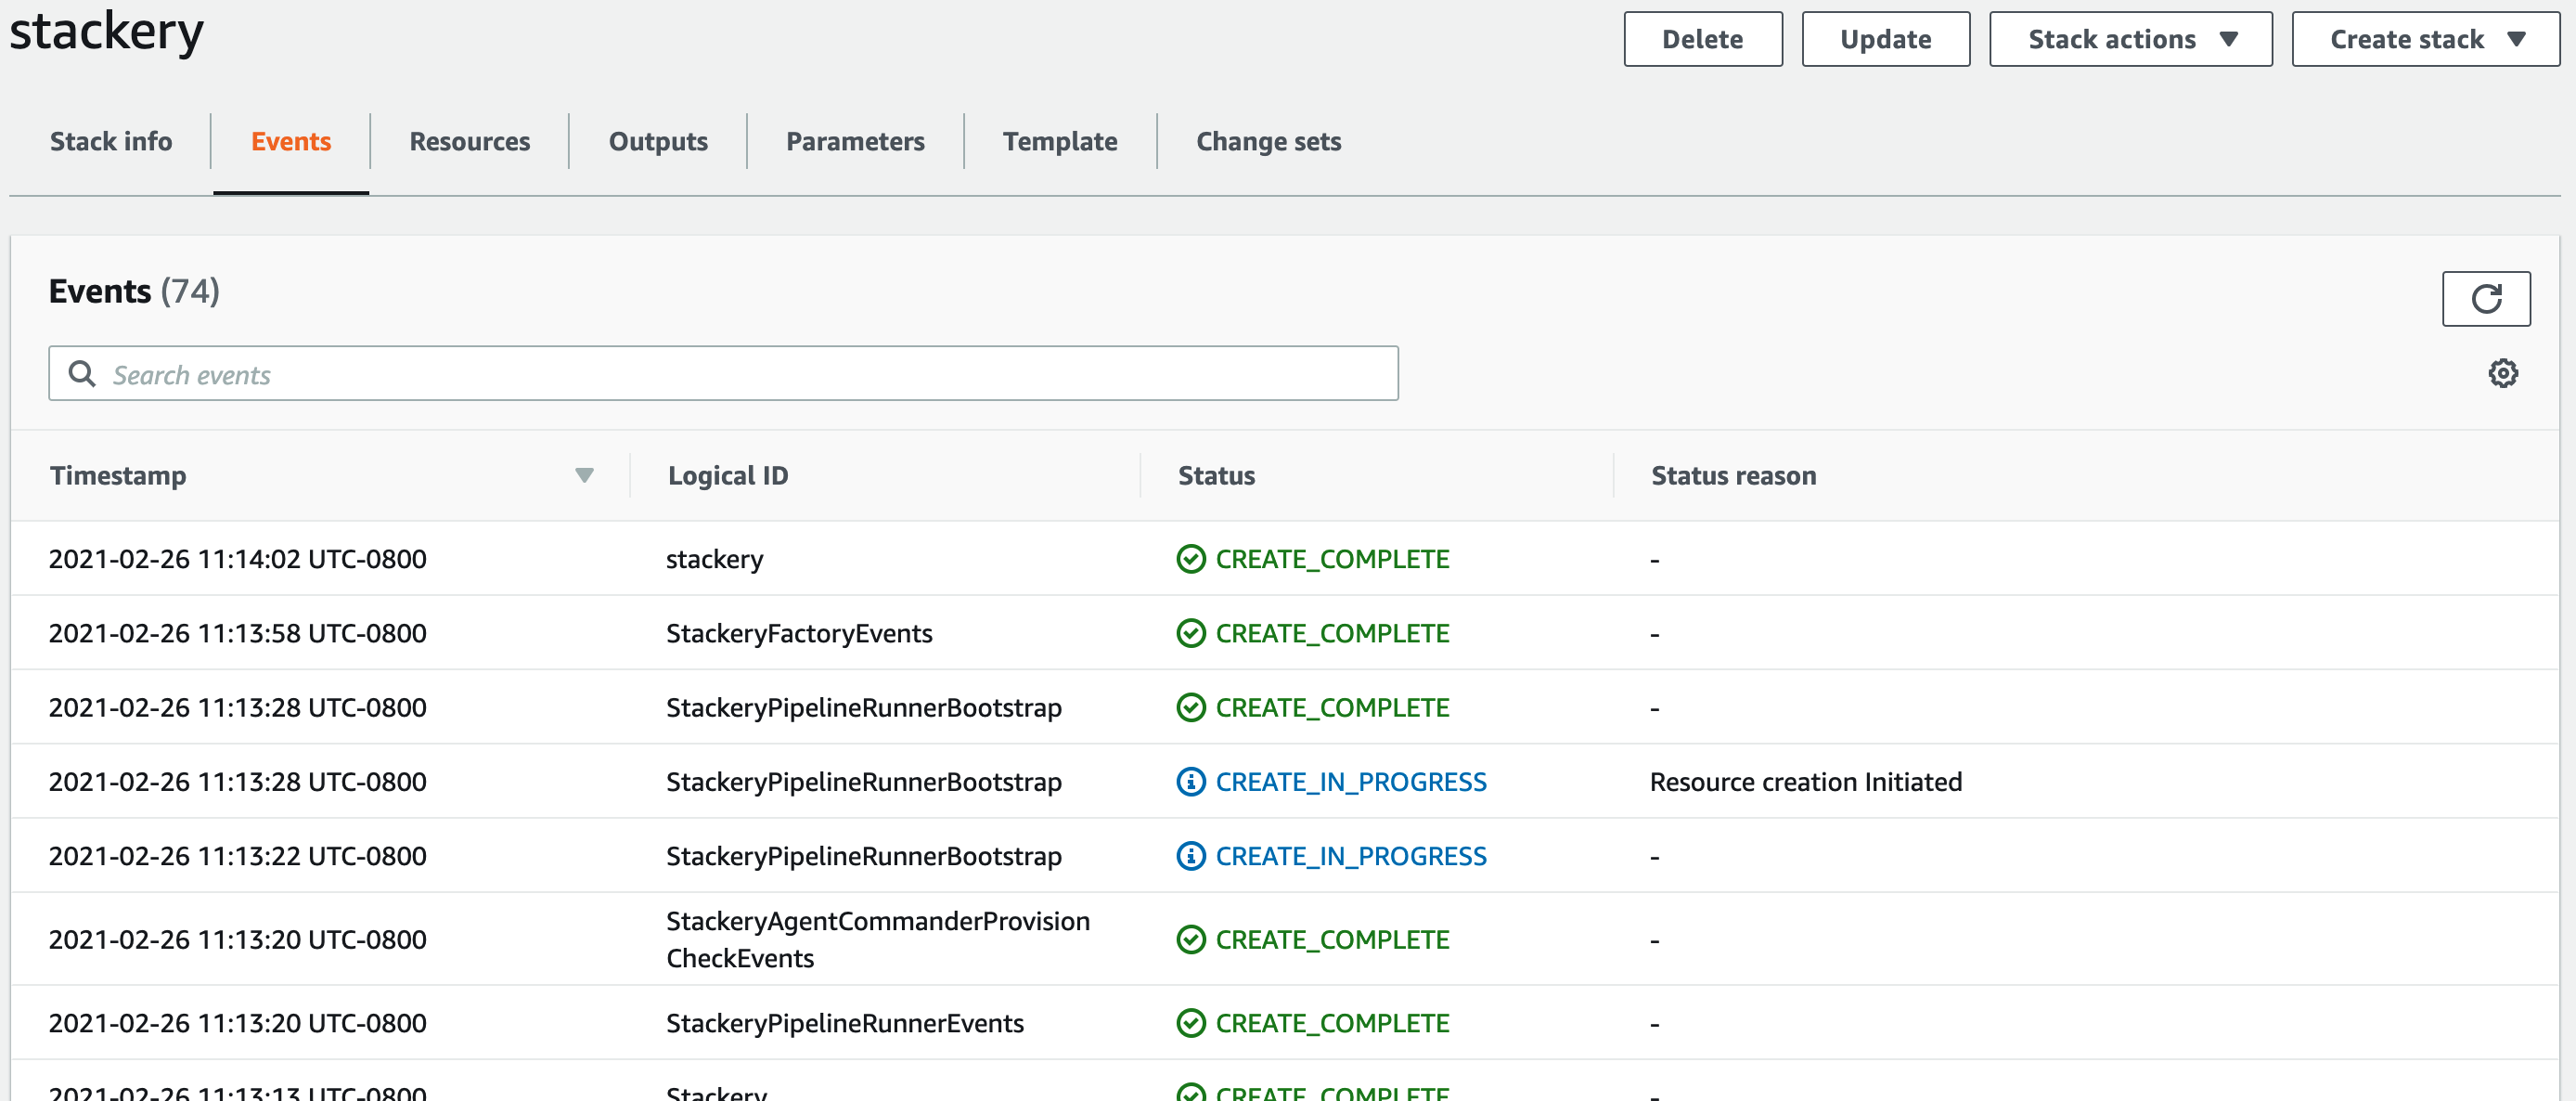 stackery
Delete
Update
Stack actions
Create stack
Stack info
Events
Resources
Outputs
Parameters
Template
Change sets
Events (74)
Search events
Timestamp
Logical ID
Status
Status reason
2021-02-26 11:14:02 UTC-0800 stackery CREATE_COMPLETE -
2021-02-26 11:13:58 UTC-0800 StackeryFactoryEvents CREATE_COMPLETE -
2021-02-26 11:13:28 UTC-0800 StackeryPipelineRunnerBootstrap CREATE_COMPLETE -
2021-02-26 11:13:28 UTC-0800 StackeryPipelineRunnerBootstrap CREATE_IN_PROGRESS Resource creation Initiated
2021-02-26 11:13:22 UTC-0800 StackeryPipelineRunnerBootstrap CREATE_IN_PROGRESS -
2021-02-26 11:13:20 UTC-0800 StackeryAgentCommanderProvision
CheckEvents CREATE_COMPLETE -
2021-02-26 11:13:20 UTC-0800 StackeryPipelineRunnerEvents CREATE_COMPLETE -
2021-02-26 11:13:13 UTC-0800 Stackery CREATE_COMPLETE -